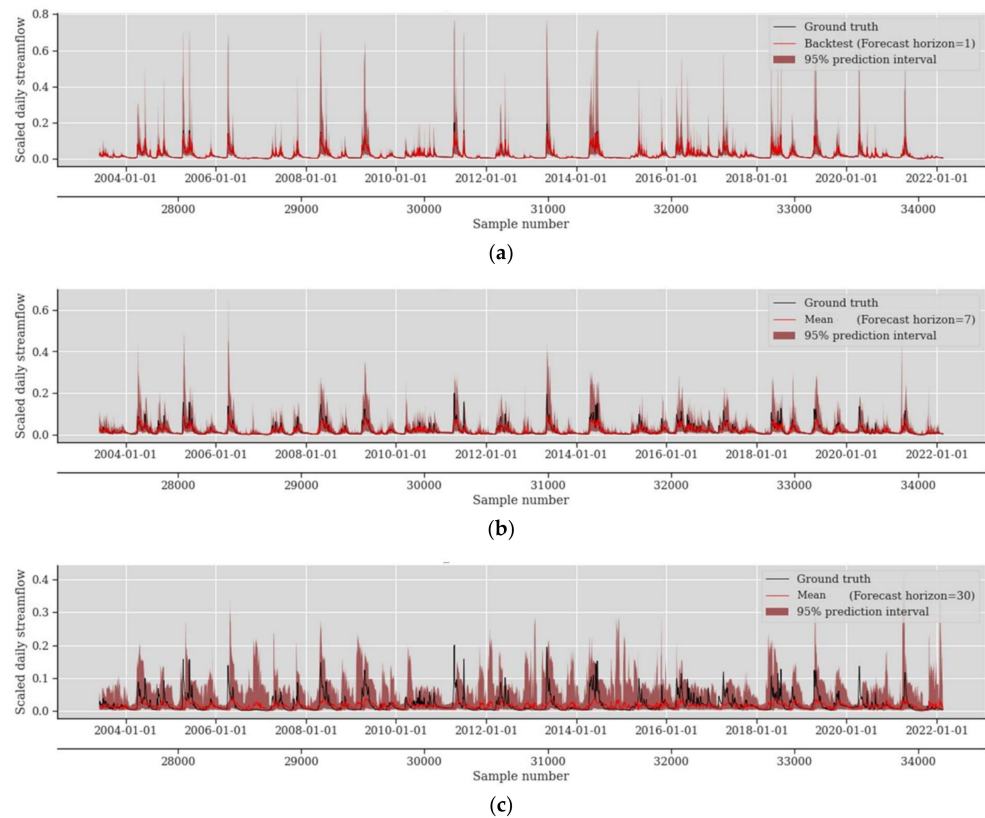 0.8
0.6
0.4
0.2
0.0
Scaled daily streamflow
Ground truth
Backtest (Forecast horizon=1)
95% prediction interval
2004-01-01 2006-01-01 2008-01-01 2010-01-01 2012-01-01 2014-01-01 2016-01-01 2018-01-01 2020-01-01 2022-01-01
28000 29000 30000 31000 32000 33000 34000
Sample number
(a)
0.6
0.4
0.2
0.0
Scaled daily streamflow
Ground truth
Mean (Forecast horizon=7)
95% prediction interval
2004-01-01 2006-01-01 2008-01-01 2010-01-01 2012-01-01 2014-01-01 2016-01-01 2018-01-01 2020-01-01 2022-01-01
28000 29000 30000 31000 32000 33000 34000
Sample number
(b)
0.4
0.3
0.2
0.1
0.0
Scaled daily streamflow
Ground truth
Mean (Forecast horizon=30)
95% prediction interval
2004-01-01 2006-01-01 2008-01-01 2010-01-01 2012-01-01 2014-01-01 2016-01-01 2018-01-01 2020-01-01 2022-01-01
28000 29000 30000 31000 32000 33000 34000
Sample number
(c)